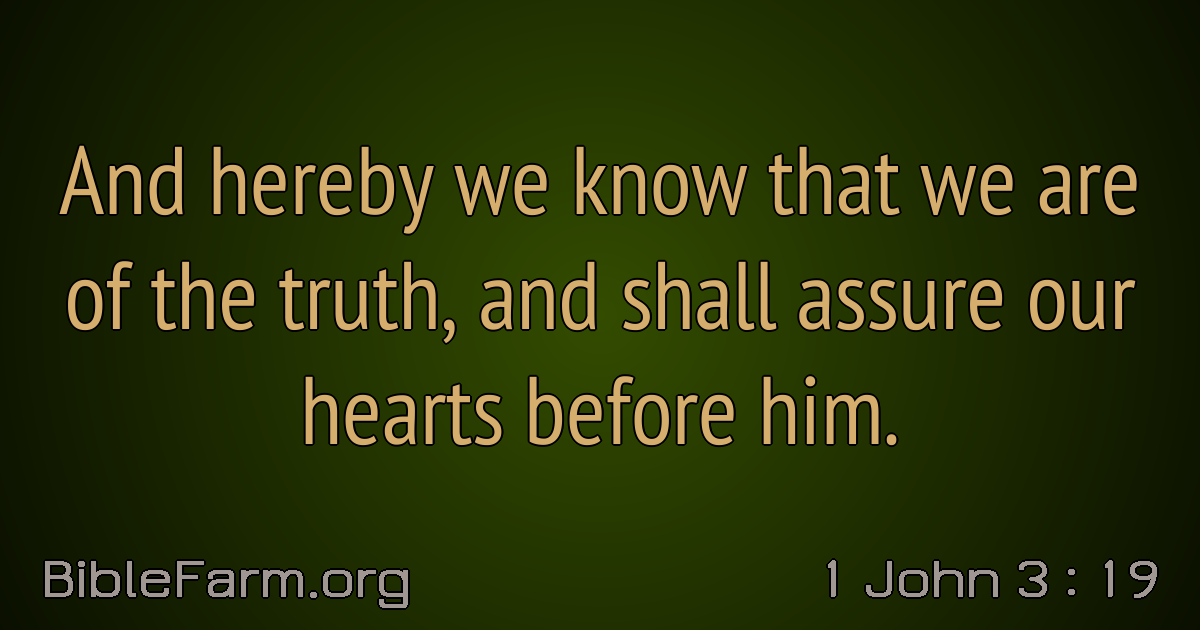 And hereby we know that we are
of the truth, and shall assure our
hearts before him.
BibleFarm.org
1 John 3 : 19